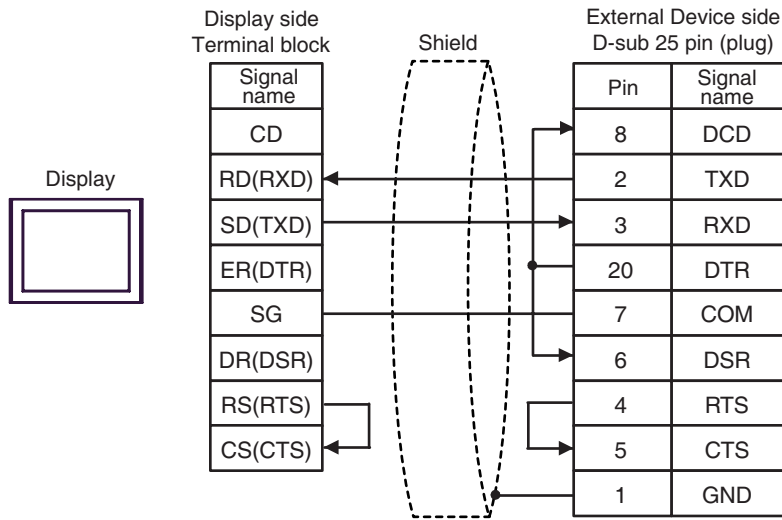 Display side
Terminal block
Shield
External Device side
D-sub 25 pin (plug)
Display
Signal
name
Pin
Signal
name
CD
8
DCD
RD(RXD)
2
TXD
SD(TXD)
3
RXD
ER(DTR)
20
DTR
SG
7
COM
DR(DSR)
6
DSR
RS(RTS)
4
RTS
CS(CTS)
5
CTS
1
GND